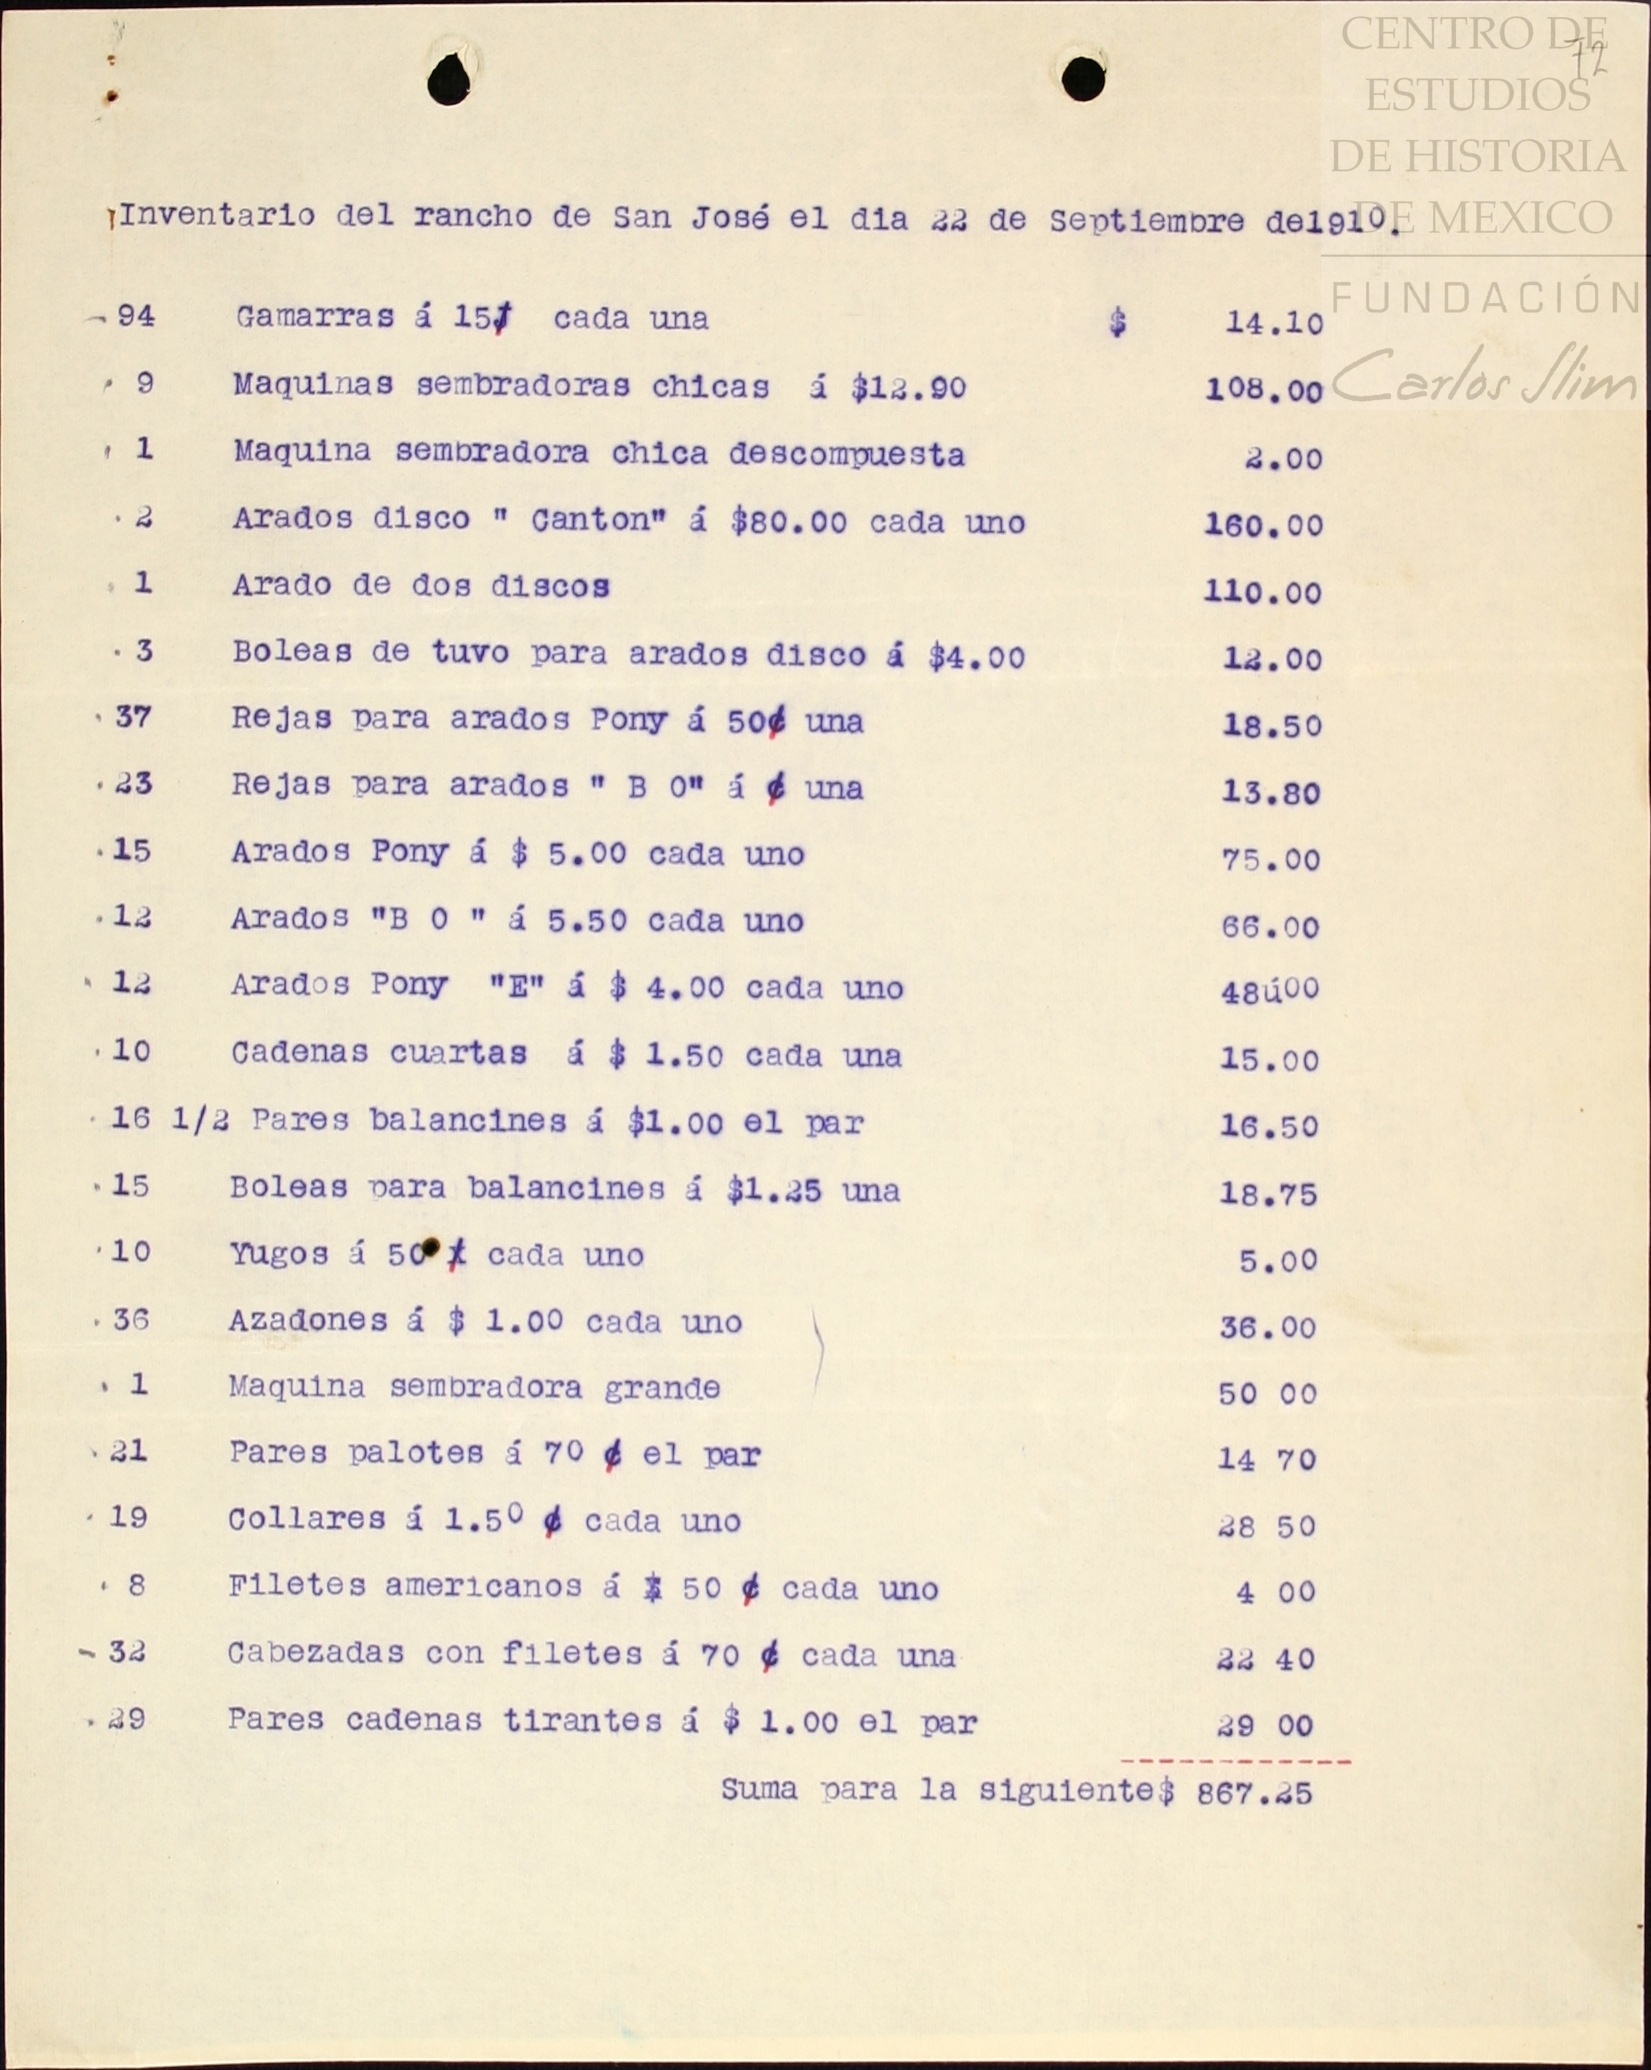 CENTRO DE
ESTUDIOS
DE HISTORIA
DE MEXICO
FUNDACIÓN
Carlos Slim
72
Inventario del rancho de San José el dia 22 de Septiembre de1910.
94 Gamarras á 15¢ cada una $ 14.10
9 Maquinas sembradoras chicas á $12.90 108.00
1 Maquina sembradora chica descompuesta 2.00
2 Arados disco " Canton" á $80.00 cada uno 160.00
1 Arado de dos discos 110.00
3 Boleas de tuvo para arados disco á $4.00 12.00
37 Rejas para arados Pony á 50¢ una 18.50
23 Rejas para arados " B O" á ¢ una 13.80
15 Arados Pony á $ 5.00 cada uno 75.00
12 Arados "B O " á 5.50 cada uno 66.00
12 Arados Pony "E" á $ 4.00 cada uno 48ú00
10 Cadenas cuartas á $ 1.50 cada una 15.00
16 1/2 Pares balancines á $1.00 el par 16.50
15 Boleas para balancines á $1.25 una 18.75
10 Yugos á 50 ¢ cada uno 5.00
36 Azadones á $ 1.00 cada uno 36.00
1 Maquina sembradora grande 50 00
21 Pares palotes á 70 ¢ el par 14 70
19 Collares á 1.50 ¢ cada uno 28 50
8 Filetes americanos á $ 50 ¢ cada uno 4 00
32 Cabezadas con filetes á 70 ¢ cada una 22 40
29 Pares cadenas tirantes á $ 1.00 el par 29 00
Suma para la siguiente$ 867.25